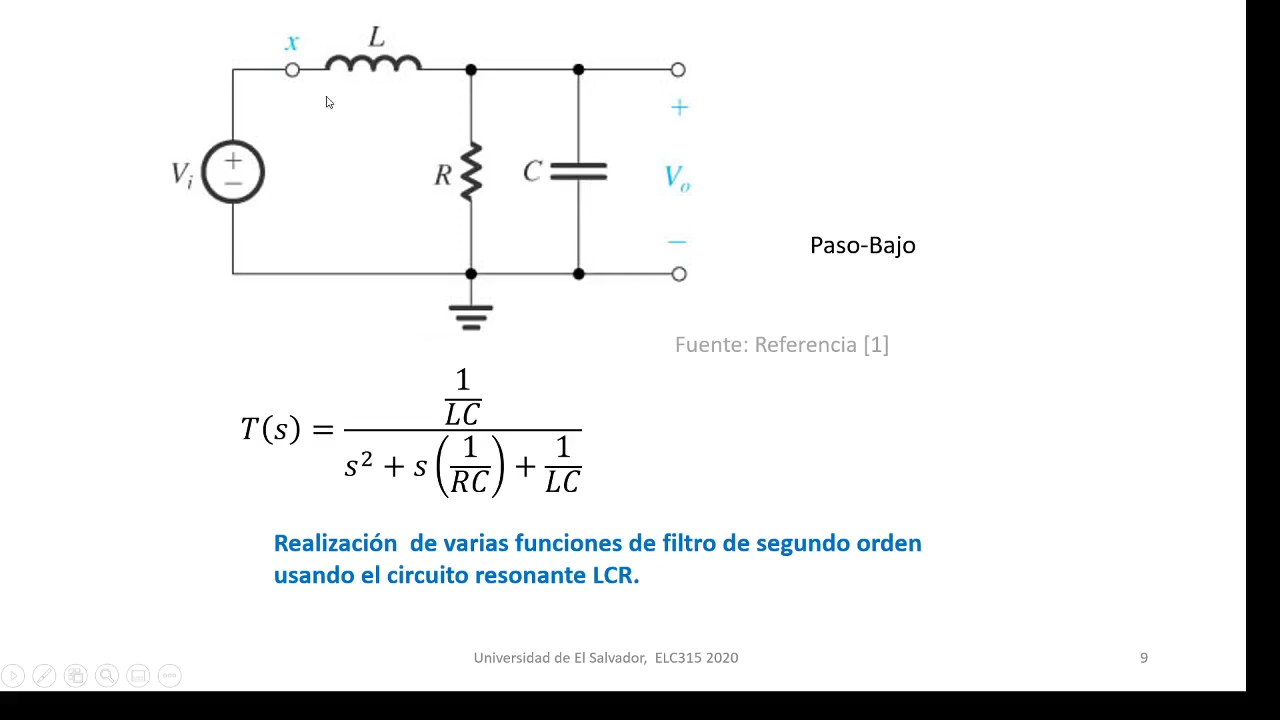 x
L
+
Vi
+
−
R
C
Vo
−
Paso-Bajo
Fuente: Referencia [1]
T(s) = (1/LC) / (s² + s(1/RC) + 1/LC)
Realización de varias funciones de filtro de segundo orden
usando el circuito resonante LCR.
Universidad de El Salvador, ELC315 2020
9